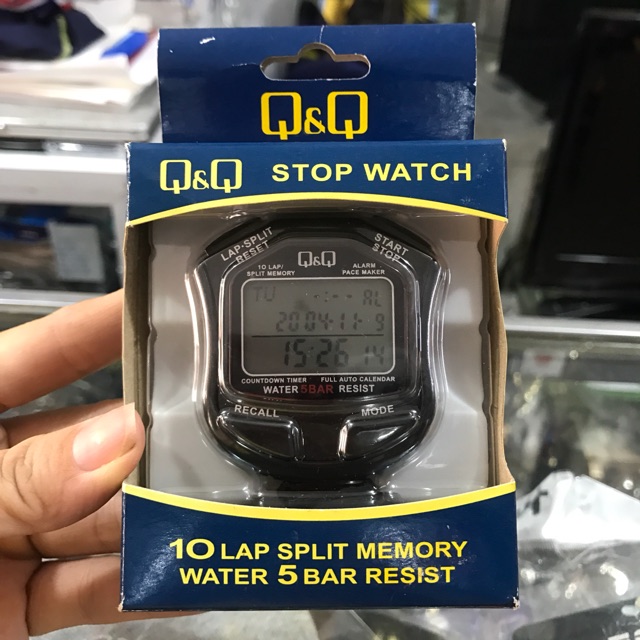 Q&Q
Q&Q STOP WATCH
LAP-SPLIT
RESET
START
STOP
Q&Q
10 LAP/
SPLIT MEMORY
ALARM
PACE MAKER
TU --:-- AL
2004-11- 9
15:26 14
COUNTDOWN TIMER FULL AUTO CALENDAR
WATER 5BAR RESIST
RECALL MODE
10 LAP SPLIT MEMORY
WATER 5 BAR RESIST